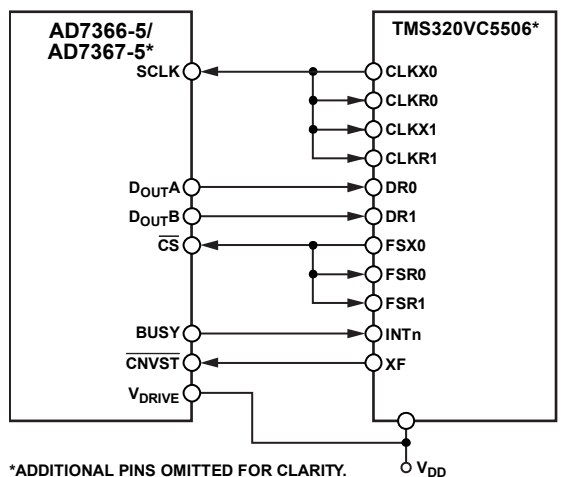 AD7366-5/
AD7367-5*
TMS320VC5506*
SCLK
CLKX0
CLKR0
CLKX1
CLKR1
DOUTA
DR0
DOUTB
DR1
CS
FSX0
FSR0
FSR1
BUSY
INTn
CNVST
XF
VDRIVE
*ADDITIONAL PINS OMITTED FOR CLARITY.
VDD